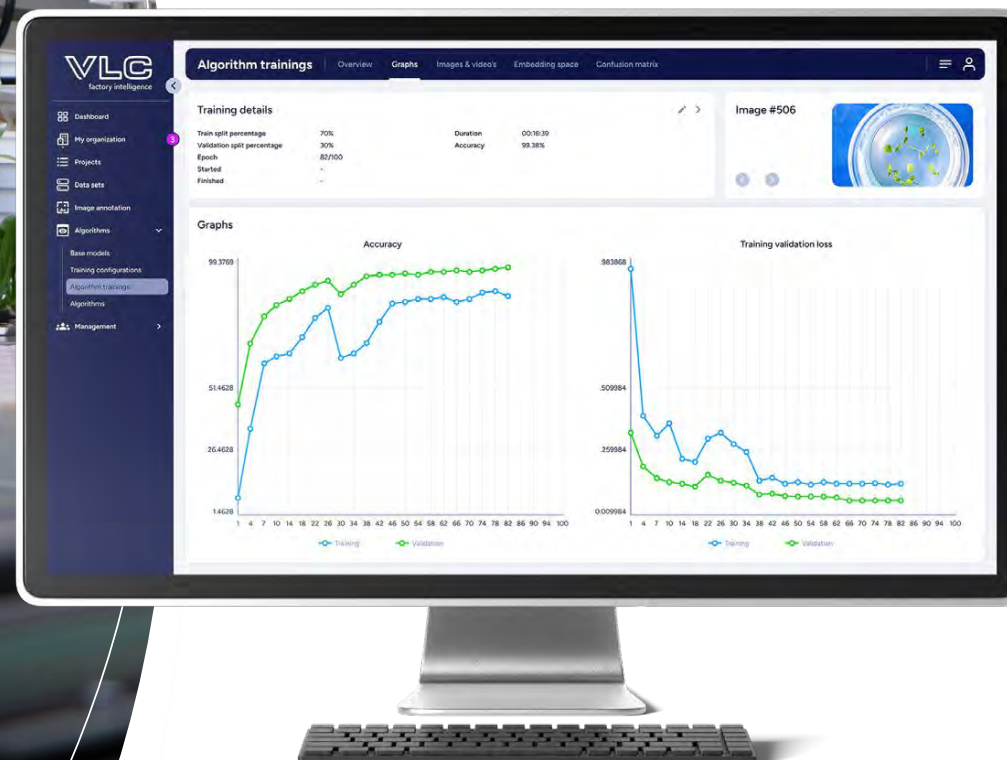 VLC
factory intelligence
Dashboard
My organization
3
Projects
Data sets
Image annotation
Algorithms
Base models
Training configurations
Algorithm trainings
Algorithms
Management
Algorithm trainings
Overview
Graphs
Images & video's
Embedding space
Confusion matrix
Training details
Train split percentage 70%
Validation split percentage 30%
Epoch 82/100
Started -
Finished -
Duration 00:16:39
Accuracy 99.38%
Image #506
Graphs
Accuracy
99.3769
51.4628
26.4628
1.4628
1 4 7 10 14 18 22 26 30 34 38 42 46 50 54 58 62 66 70 74 78 82 86 90 94 100
Training Validation
Training validation loss
.983868
.509984
.259984
0.009984
1 4 7 10 14 18 22 26 30 34 38 42 46 50 54 58 62 66 70 74 78 82 86 90 94 100
Training Validation